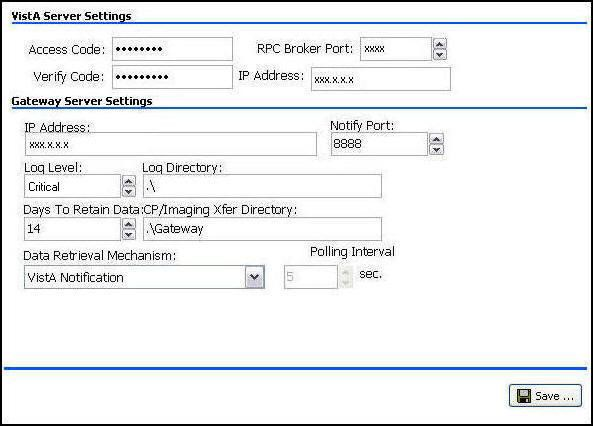 VistA Server Settings
Access Code: •••••••• RPC Broker Port: xxxx
Verify Code: ••••••••• IP Address: xxx.x.x.x
Gateway Server Settings
IP Address: Notify Port:
xxx.x.x.x 8888
Log Level: Log Directory:
Critical .\
Days To Retain Data: CP/Imaging Xfer Directory:
14 .\Gateway
Data Retrieval Mechanism: Polling Interval
VistA Notification 5 sec.
Save ...